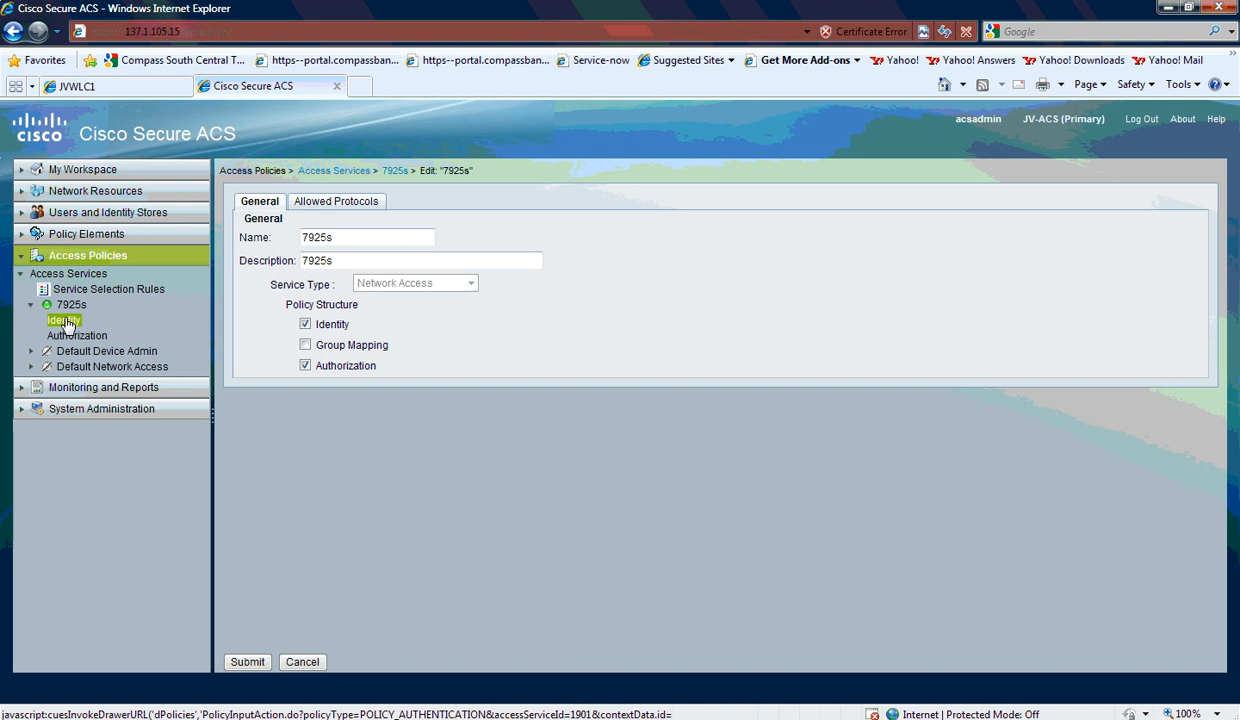 Cisco Secure ACS - Windows Internet Explorer
137.1.105.15
Certificate Error
Google
Favorites
Compass South Central T...
https--portal.compassban...
https--portal.compassban...
Service-now
Suggested Sites
Get More Add-ons
Yahoo!
Yahoo! Answers
Yahoo! Downloads
Yahoo! Mail
JVWLC1
Cisco Secure ACS
Page
Safety
Tools
CISCO
Cisco Secure ACS
acsadmin
JV-ACS (Primary)
Log Out
About
Help
My Workspace
Network Resources
Users and Identity Stores
Policy Elements
Access Policies
Access Services
Service Selection Rules
7925s
Identity
Authorization
Default Device Admin
Default Network Access
Monitoring and Reports
System Administration
Access Policies > Access Services > 7925s > Edit: "7925s"
General
Allowed Protocols
General
Name: 7925s
Description: 7925s
Service Type : Network Access
Policy Structure
Identity
Group Mapping
Authorization
Submit
Cancel
javascript:cuesInvokeDrawerURL('dPolicies','PolicyInputAction.do?policyType=POLICY_AUTHENTICATION&accessServiceId=1901&contextData.id=
Internet | Protected Mode: Off
100%